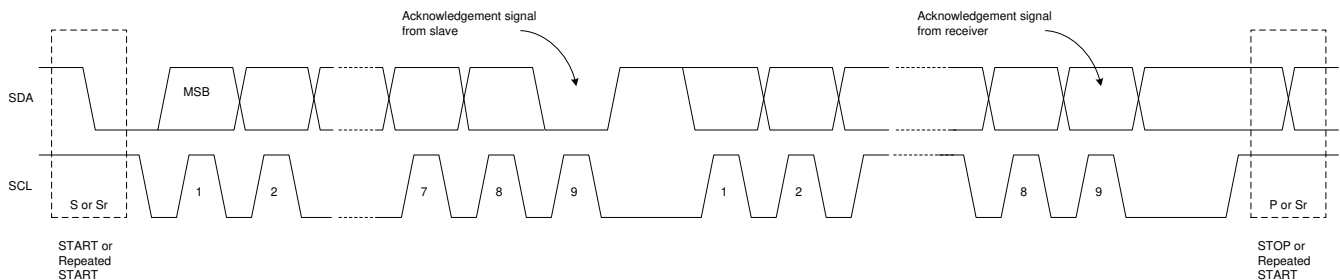 Acknowledgement signal
from slave
Acknowledgement signal
from receiver
SDA
MSB
SCL
1
2
7
8
9
1
2
8
9
S or Sr
P or Sr
START or
Repeated
START
STOP or
Repeated
START